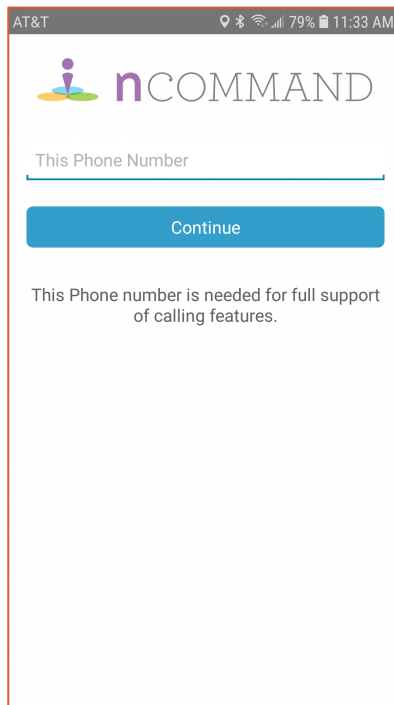 AT&T 79% 11:33 AM
nCOMMAND
This Phone Number
Continue
This Phone number is needed for full support
of calling features.